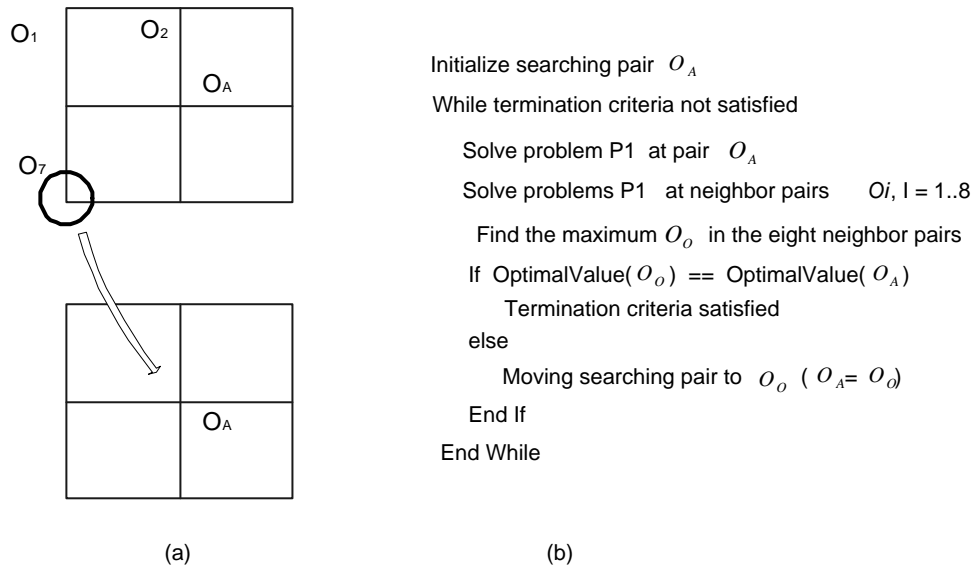 O1 O2
OA
O7
OA
(a)
Initialize searching pair OA
While termination criteria not satisfied
Solve problem P1 at pair OA
Solve problems P1 at neighbor pairs Oi, I = 1..8
Find the maximum OO in the eight neighbor pairs
If OptimalValue(OO) == OptimalValue(OA)
Termination criteria satisfied
else
Moving searching pair to OO (OA= OO)
End If
End While
(b)